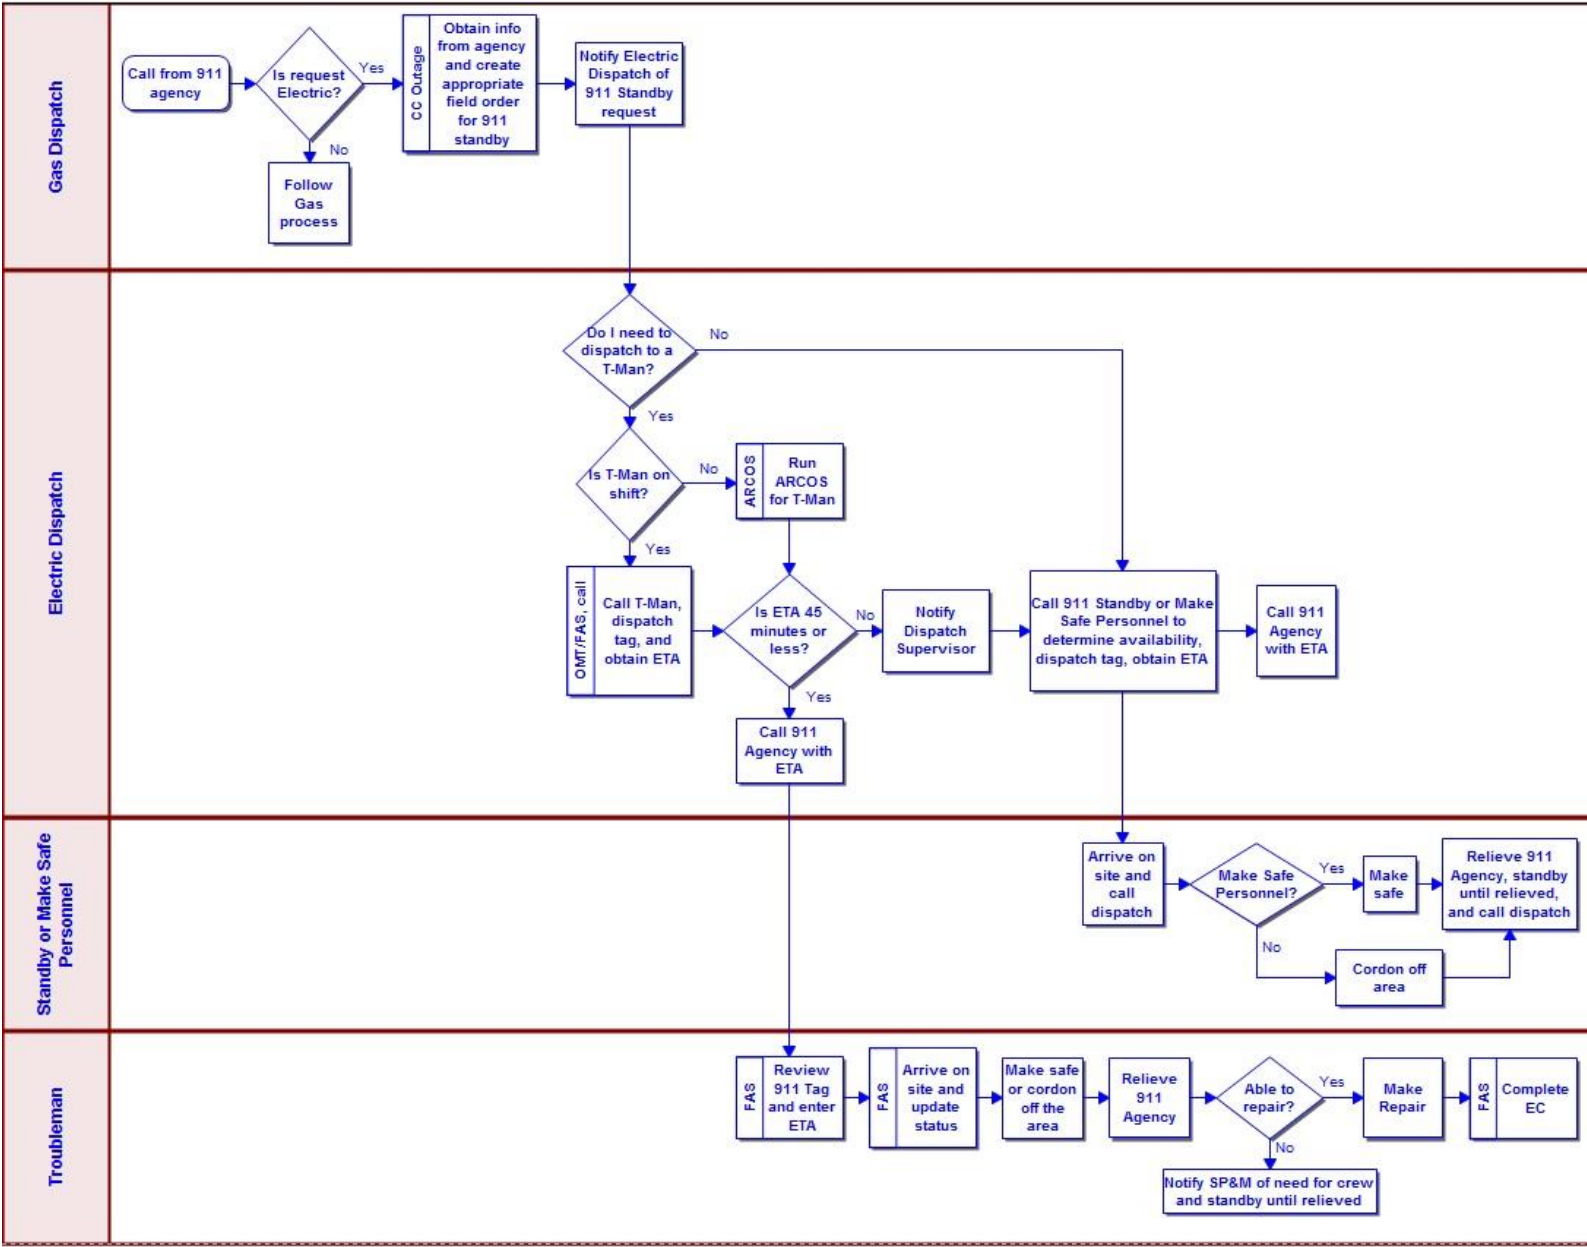 Gas Dispatch
Call from 911
agency
Is request
Electric?
Yes
No
Follow
Gas
process
CC Outage
Obtain info
from agency
and create
appropriate
field order
for 911
standby
Notify Electric
Dispatch of
911 Standby
request
Electric Dispatch
Do I need to
dispatch to a
T-Man?
No
Yes
Is T-Man on
shift?
No
Yes
ARCOS
Run
ARCOS
for T-Man
OMT/FAS, call
Call T-Man,
dispatch
tag, and
obtain ETA
Is ETA 45
minutes or
less?
No
Yes
Notify
Dispatch
Supervisor
Call 911 Standby or Make
Safe Personnel to
determine availability,
dispatch tag, obtain ETA
Call 911
Agency
with ETA
Call 911
Agency with
ETA
Standby or Make Safe
Personnel
Arrive on
site and
call
dispatch
Make Safe
Personnel?
Yes
No
Make
safe
Relieve 911
Agency, standby
until relieved,
and call dispatch
Cordon off
area
Troubleman
FAS
Review
911 Tag
and enter
ETA
FAS
Arrive on
site and
update
status
Make safe
or cordon
off the
area
Relieve
911
Agency
Able to
repair?
Yes
No
Make
Repair
FAS
Complete
EC
Notify SP&M of need for crew
and standby until relieved